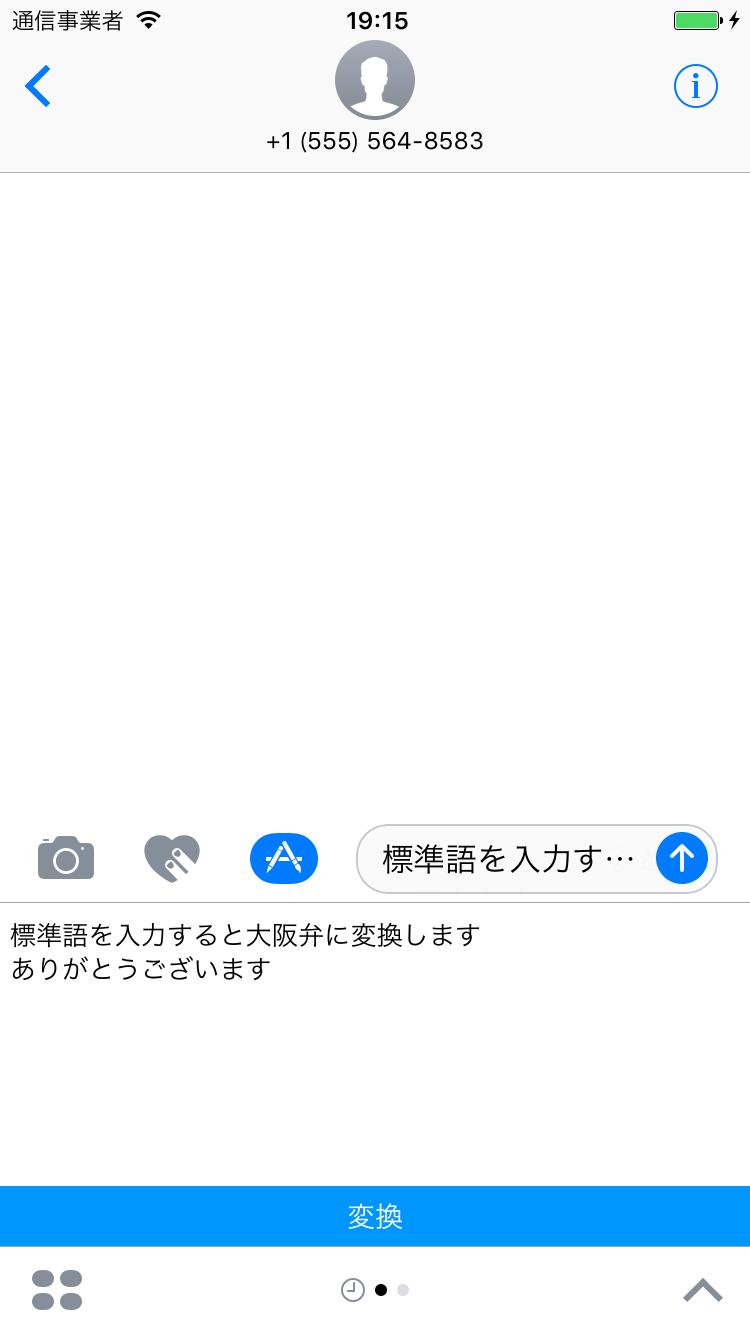 通信事業者 19:15
+1 (555) 564-8583
標準語を入力す…
標準語を入力すると大阪弁に変換します
ありがとうございます
変換